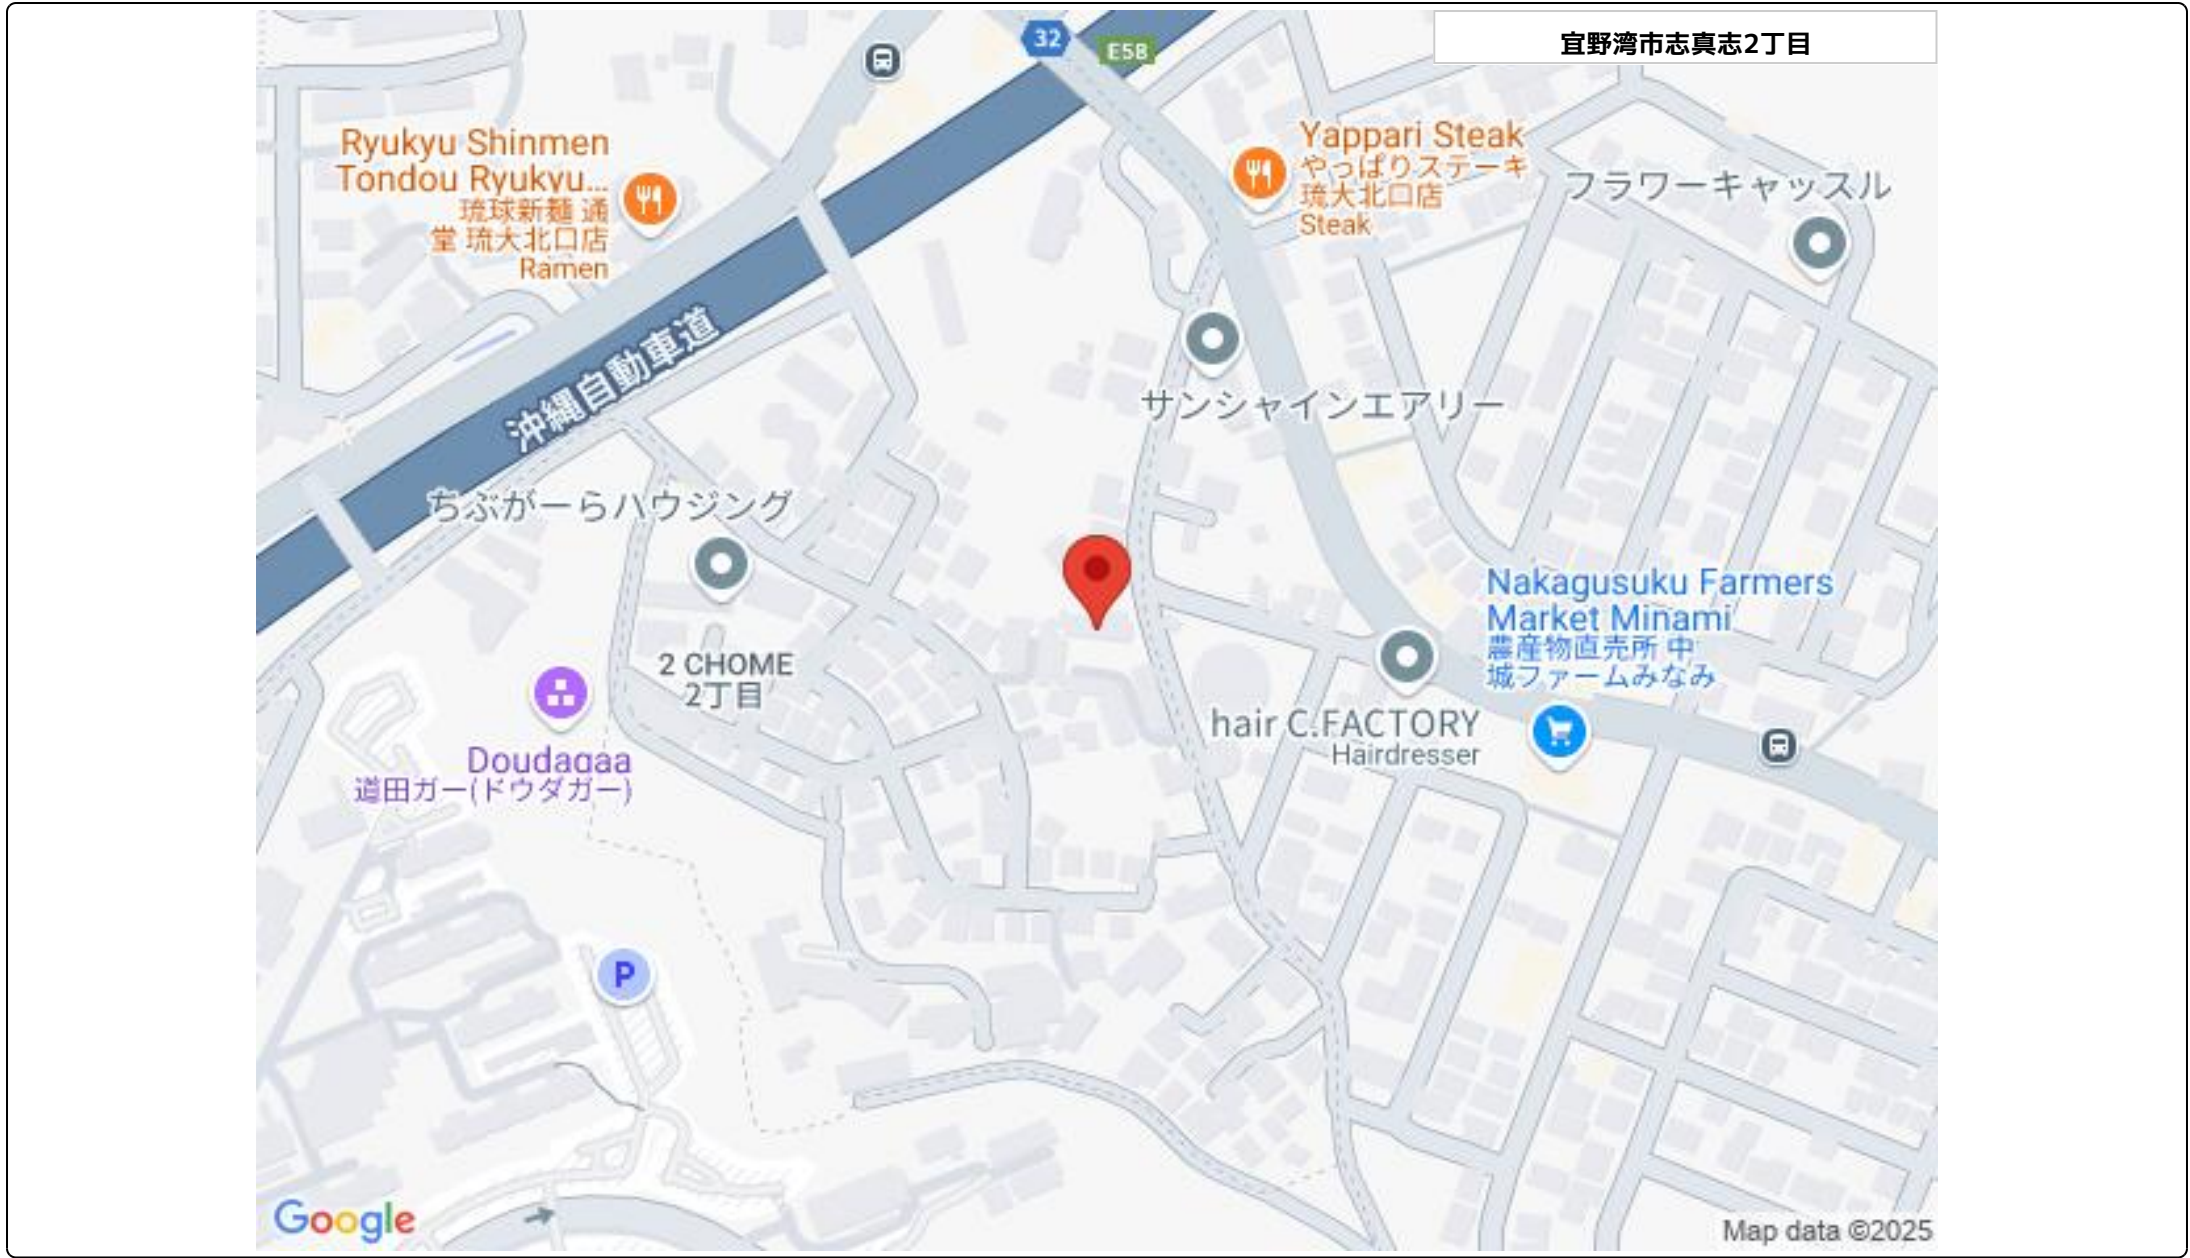 宜野湾市志真志2丁目
32
E58
Ryukyu Shinmen
Tondou Ryukyu...
琉球新麺 通
堂 琉大北口店
Ramen
Yappari Steak
やっぱりステーキ
琉大北口店
Steak
フラワーキャッスル
沖縄自動車道
サンシャインエアリー
ちぶがーらハウジング
Nakagusuku Farmers
Market Minami
農産物直売所 中
城ファームみなみ
2 CHOME
2丁目
hair C.FACTORY
Hairdresser
Doudagaa
道田ガー(ドウダガー)
P
Google
Map data ©2025